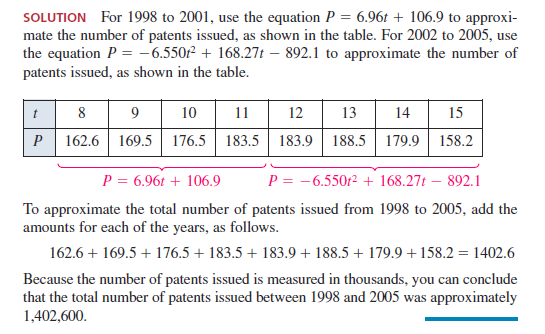 SOLUTION For 1998 to 2001, use the equation P = 6.96t + 106.9 to approxi-
mate the number of patents issued, as shown in the table. For 2002 to 2005, use
the equation P = −6.550t² + 168.27t − 892.1 to approximate the number of
patents issued, as shown in the table.
t 8 9 10 11 12 13 14 15
P 162.6 169.5 176.5 183.5 183.9 188.5 179.9 158.2
P = 6.96t + 106.9 P = −6.550t² + 168.27t − 892.1
To approximate the total number of patents issued from 1998 to 2005, add the
amounts for each of the years, as follows.
162.6 + 169.5 + 176.5 + 183.5 + 183.9 + 188.5 + 179.9 + 158.2 = 1402.6
Because the number of patents issued is measured in thousands, you can conclude
that the total number of patents issued between 1998 and 2005 was approximately
1,402,600.